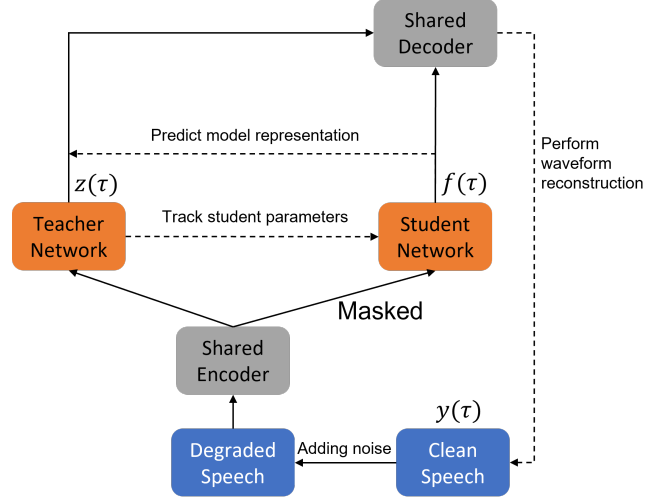 Shared
Decoder
Predict model representation
Perform
waveform
reconstruction
z(τ)
f(τ)
Teacher
Network
Track student parameters
Student
Network
Masked
Shared
Encoder
y(τ)
Degraded
Speech
Adding noise
Clean
Speech